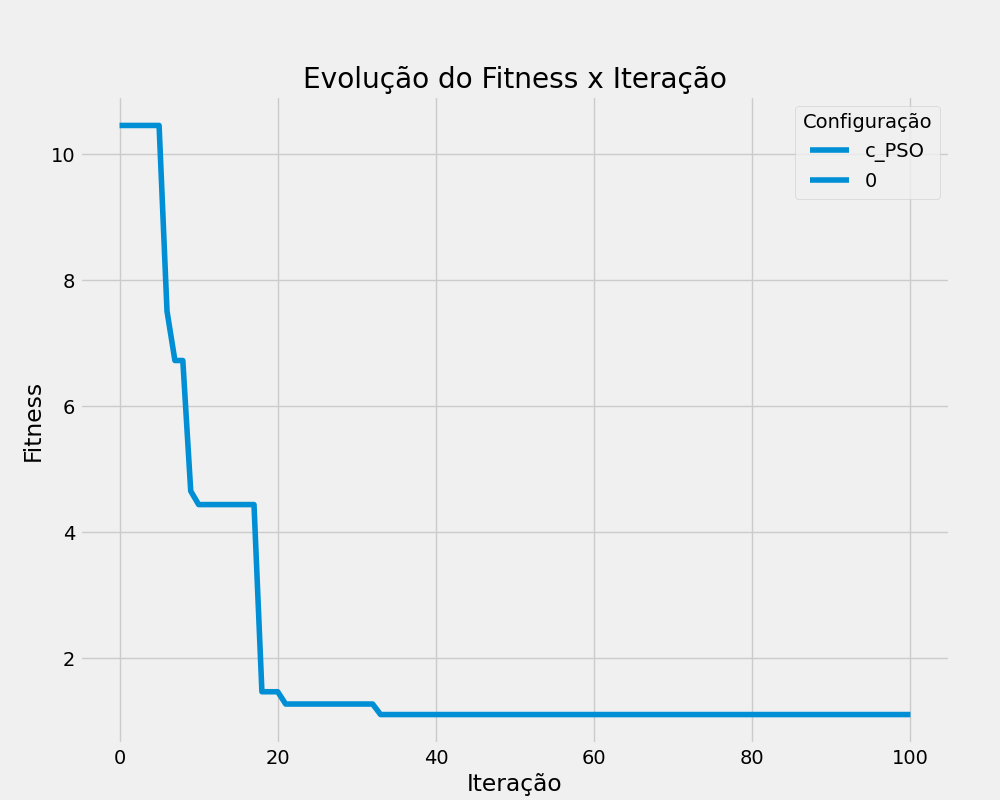 Evolução do Fitness x Iteração
Configuração
c_PSO
0
10
8
6
4
2
Fitness
0 20 40 60 80 100
Iteração